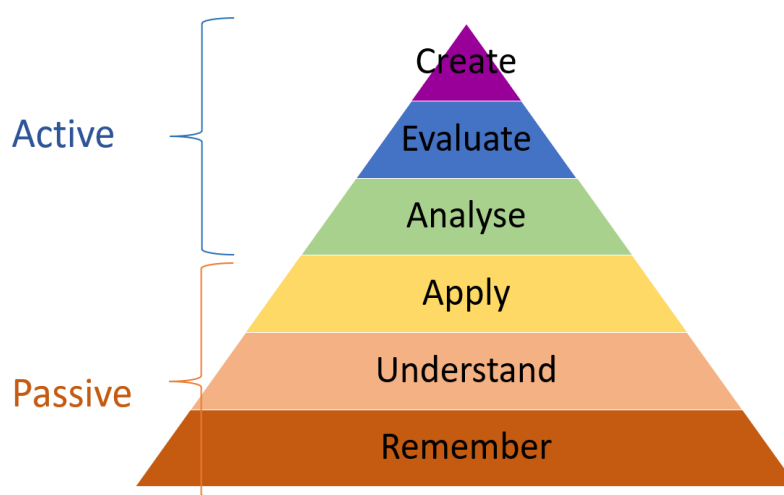 Create
Active
Evaluate
Analyse
Apply
Understand
Passive
Remember